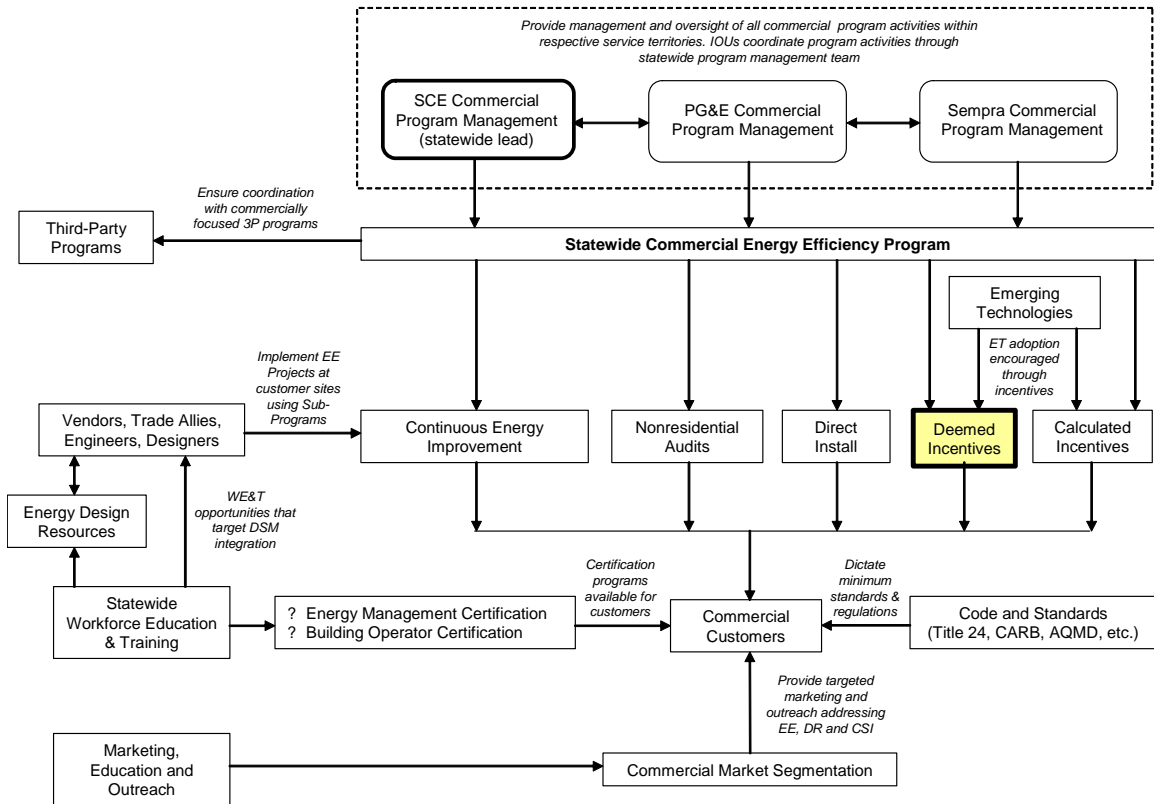 Provide management and oversight of all commercial program activities within
respective service territories. IOUs coordinate program activities through
statewide program management team
SCE Commercial
Program Management
(statewide lead)
PG&E Commercial
Program Management
Sempra Commercial
Program Management
Ensure coordination
with commercially
focused 3P programs
Third-Party
Programs
Statewide Commercial Energy Efficiency Program
Emerging
Technologies
ET adoption
encouraged
through
incentives
Implement EE
Projects at
customer sites
using Sub-
Programs
Vendors, Trade Allies,
Engineers, Designers
Continuous Energy
Improvement
Nonresidential
Audits
Direct
Install
Deemed
Incentives
Calculated
Incentives
Energy Design
Resources
WE&T
opportunities that
target DSM
integration
Statewide
Workforce Education
& Training
? Energy Management Certification
? Building Operator Certification
Certification
programs
available for
customers
Commercial
Customers
Dictate
minimum
standards &
regulations
Code and Standards
(Title 24, CARB, AQMD, etc.)
Provide targeted
marketing and
outreach addressing
EE, DR and CSI
Marketing,
Education and
Outreach
Commercial Market Segmentation